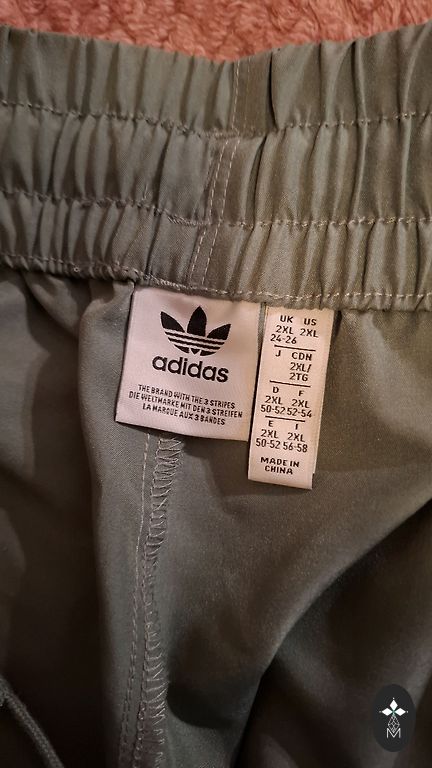 adidas
THE BRAND WITH THE 3 STRIPES
DIE WELTMARKE MIT DEN 3 STREIFEN
LA MARQUE AUX 3 BANDES
UK US
2XL 2XL
24-26
J CDN
2XL/
2TG
D F
2XL 2XL
50-52 52-54
E I
2XL 2XL
50-52 56-58
MADE IN
CHINA
M